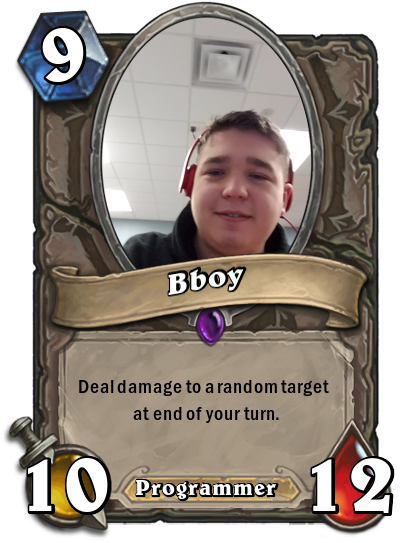 9
Bboy
Deal damage to a random target
at end of your turn.
10
Programmer
12